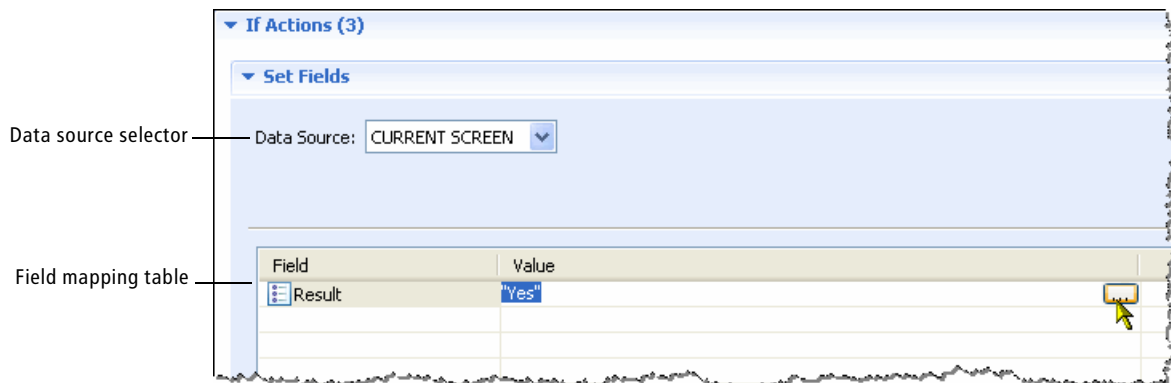 If Actions (3)
Set Fields
Data source selector
Data Source: CURRENT SCREEN
Field mapping table
Field Value
Result "Yes" ...